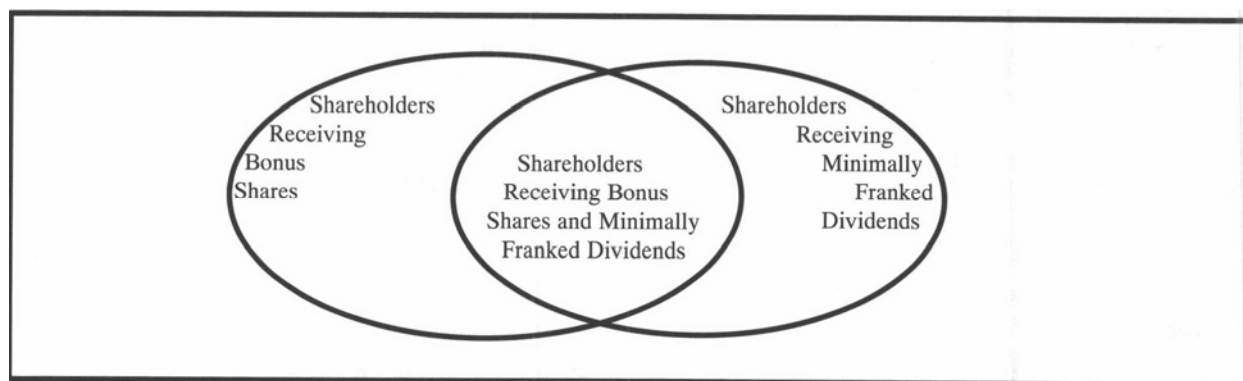 Shareholders
Receiving
Bonus
Shares
Shareholders
Receiving Bonus
Shares and Minimally
Franked Dividends
Shareholders
Receiving
Minimally
Franked
Dividends